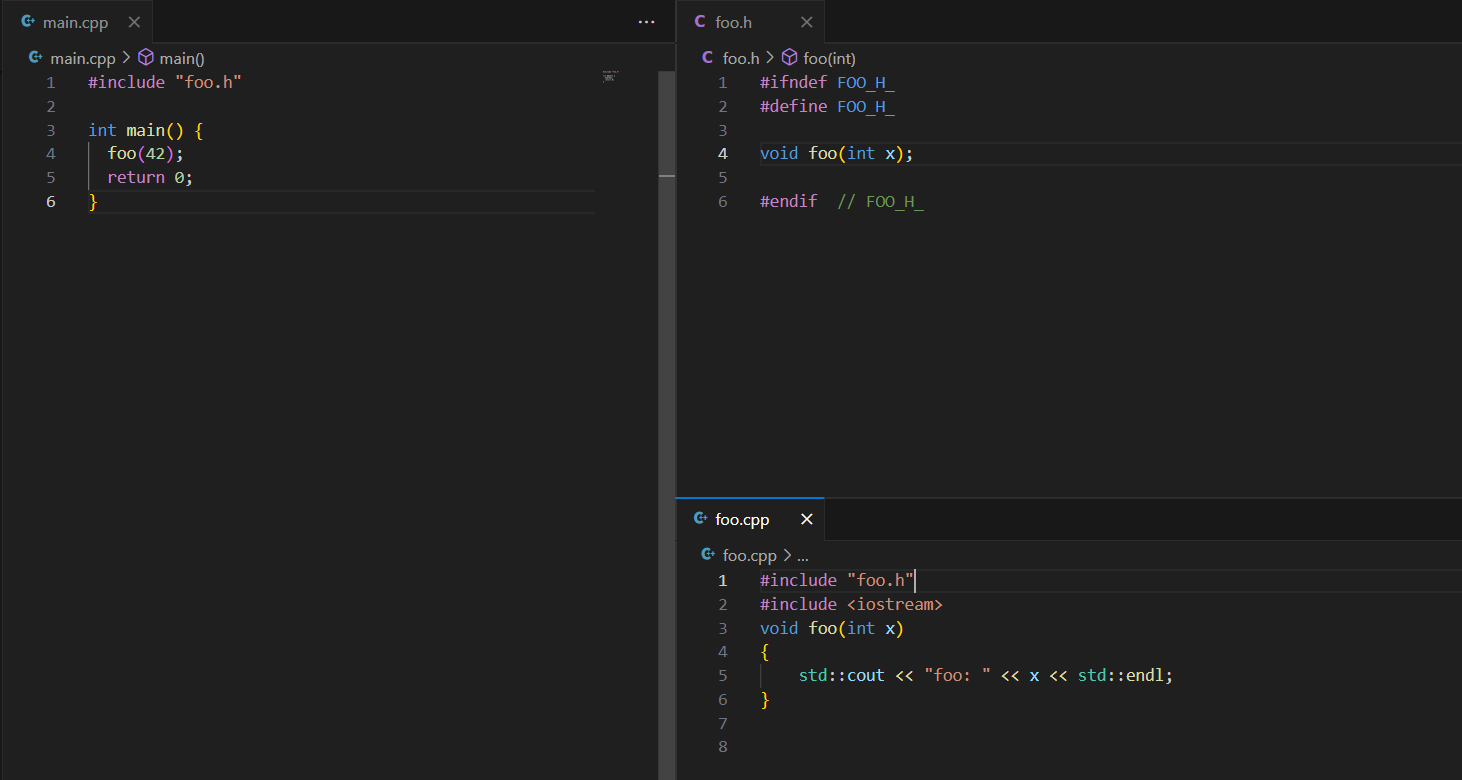 main.cpp
main.cpp > main()
1 #include "foo.h"
2
3 int main() {
4   foo(42);
5   return 0;
6 }
foo.h
foo.h > foo(int)
1 #ifndef FOO_H_
2 #define FOO_H_
3
4 void foo(int x);
5
6 #endif  // FOO_H_
foo.cpp
foo.cpp > ...
1 #include "foo.h"
2 #include <iostream>
3 void foo(int x)
4 {
5     std::cout << "foo: " << x << std::endl;
6 }
7
8